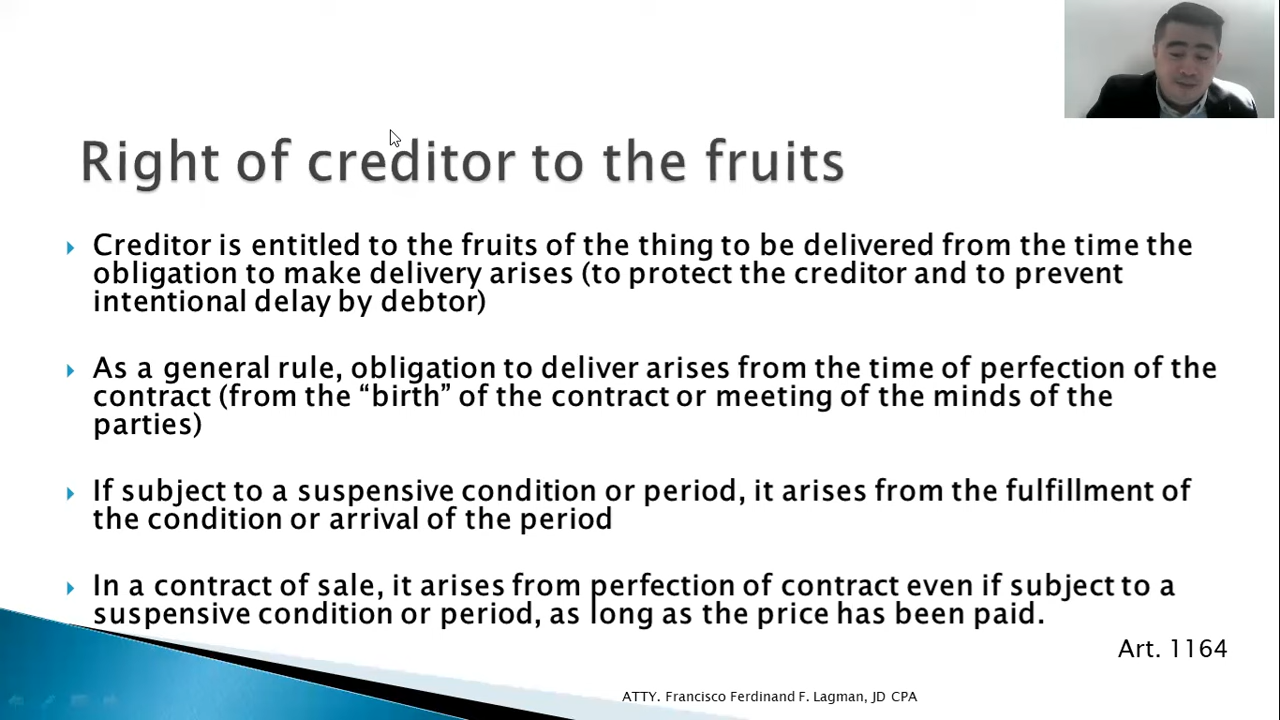 Right of creditor to the fruits
Creditor is entitled to the fruits of the thing to be delivered from the time the
obligation to make delivery arises (to protect the creditor and to prevent
intentional delay by debtor)
As a general rule, obligation to deliver arises from the time of perfection of the
contract (from the “birth” of the contract or meeting of the minds of the
parties)
If subject to a suspensive condition or period, it arises from the fulfillment of
the condition or arrival of the period
In a contract of sale, it arises from perfection of contract even if subject to a
suspensive condition or period, as long as the price has been paid.
Art. 1164
ATTY. Francisco Ferdinand F. Lagman, JD CPA